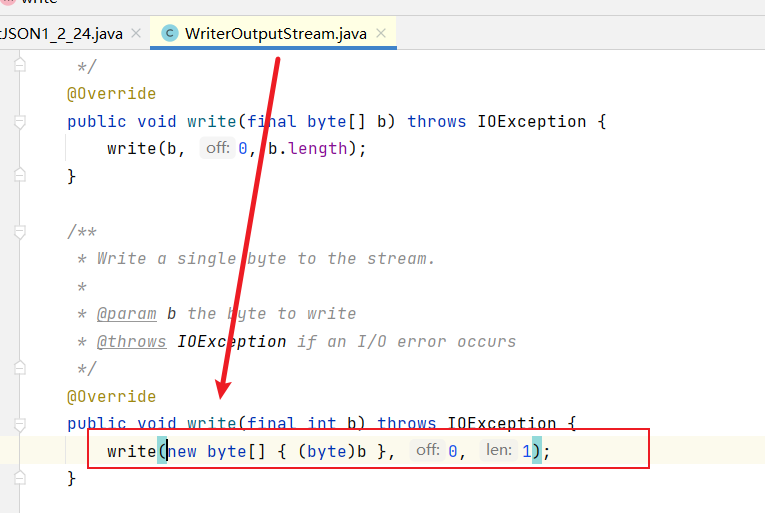 write
tJSON1_2_24.java × C WriterOutputStream.java ×
*/
@Override
public void write(final byte[] b) throws IOException {
write(b, off: 0, b.length);
}
/**
* Write a single byte to the stream.
*
* @param b the byte to write
* @throws IOException if an I/O error occurs
*/
@Override
public void write(final int b) throws IOException {
write(new byte[] { (byte)b }, off: 0, len: 1);
}